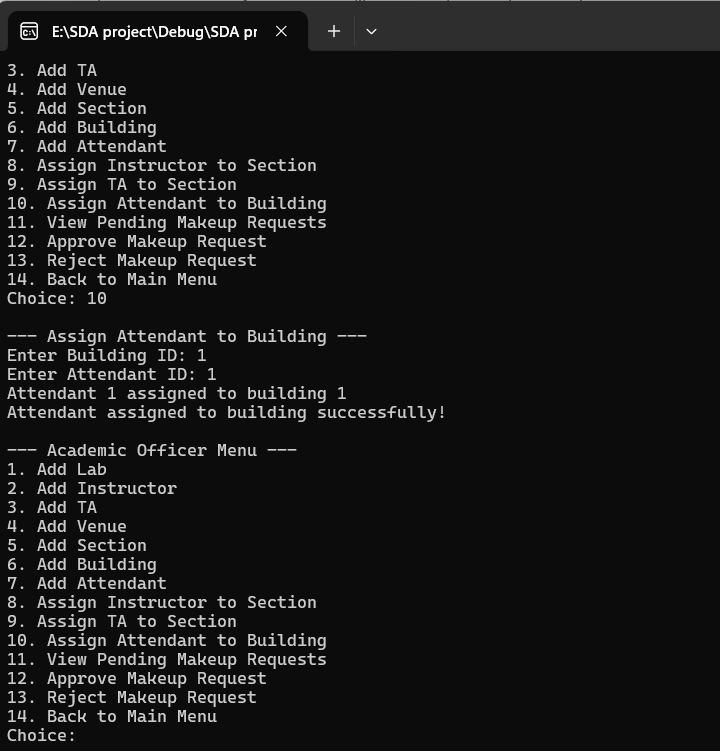 E:\SDA project\Debug\SDA pr
3. Add TA
4. Add Venue
5. Add Section
6. Add Building
7. Add Attendant
8. Assign Instructor to Section
9. Assign TA to Section
10. Assign Attendant to Building
11. View Pending Makeup Requests
12. Approve Makeup Request
13. Reject Makeup Request
14. Back to Main Menu
Choice: 10
--- Assign Attendant to Building ---
Enter Building ID: 1
Enter Attendant ID: 1
Attendant 1 assigned to building 1
Attendant assigned to building successfully!
--- Academic Officer Menu ---
1. Add Lab
2. Add Instructor
3. Add TA
4. Add Venue
5. Add Section
6. Add Building
7. Add Attendant
8. Assign Instructor to Section
9. Assign TA to Section
10. Assign Attendant to Building
11. View Pending Makeup Requests
12. Approve Makeup Request
13. Reject Makeup Request
14. Back to Main Menu
Choice: